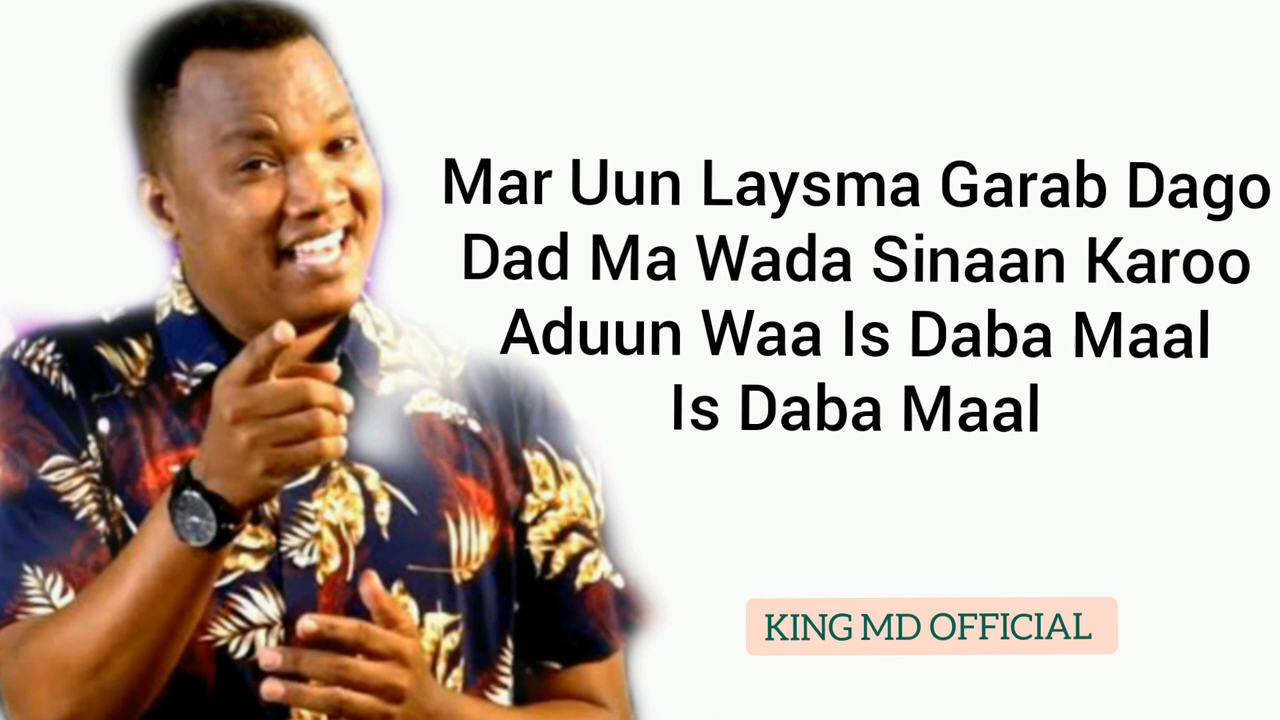 Mar Uun Laysma Garab Dago
Dad Ma Wada Sinaan Karoo
Aduun Waa Is Daba Maal
Is Daba Maal
KING MD OFFICIAL